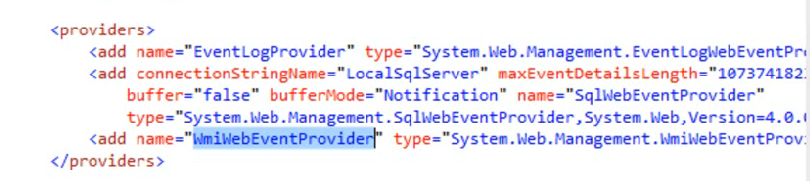 <providers>
<add name="EventLogProvider" type="System.Web.Management.EventLogWebEventPr
<add connectionStringName="LocalSqlServer" maxEventDetailsLength="107374182
buffer="false" bufferMode="Notification" name="SqlWebEventProvider"
type="System.Web.Management.SqlWebEventProvider,System.Web,Version=4.0.
<add name="WmiWebEventProvider" type="System.Web.Management.WmiWebEventProv
</providers>